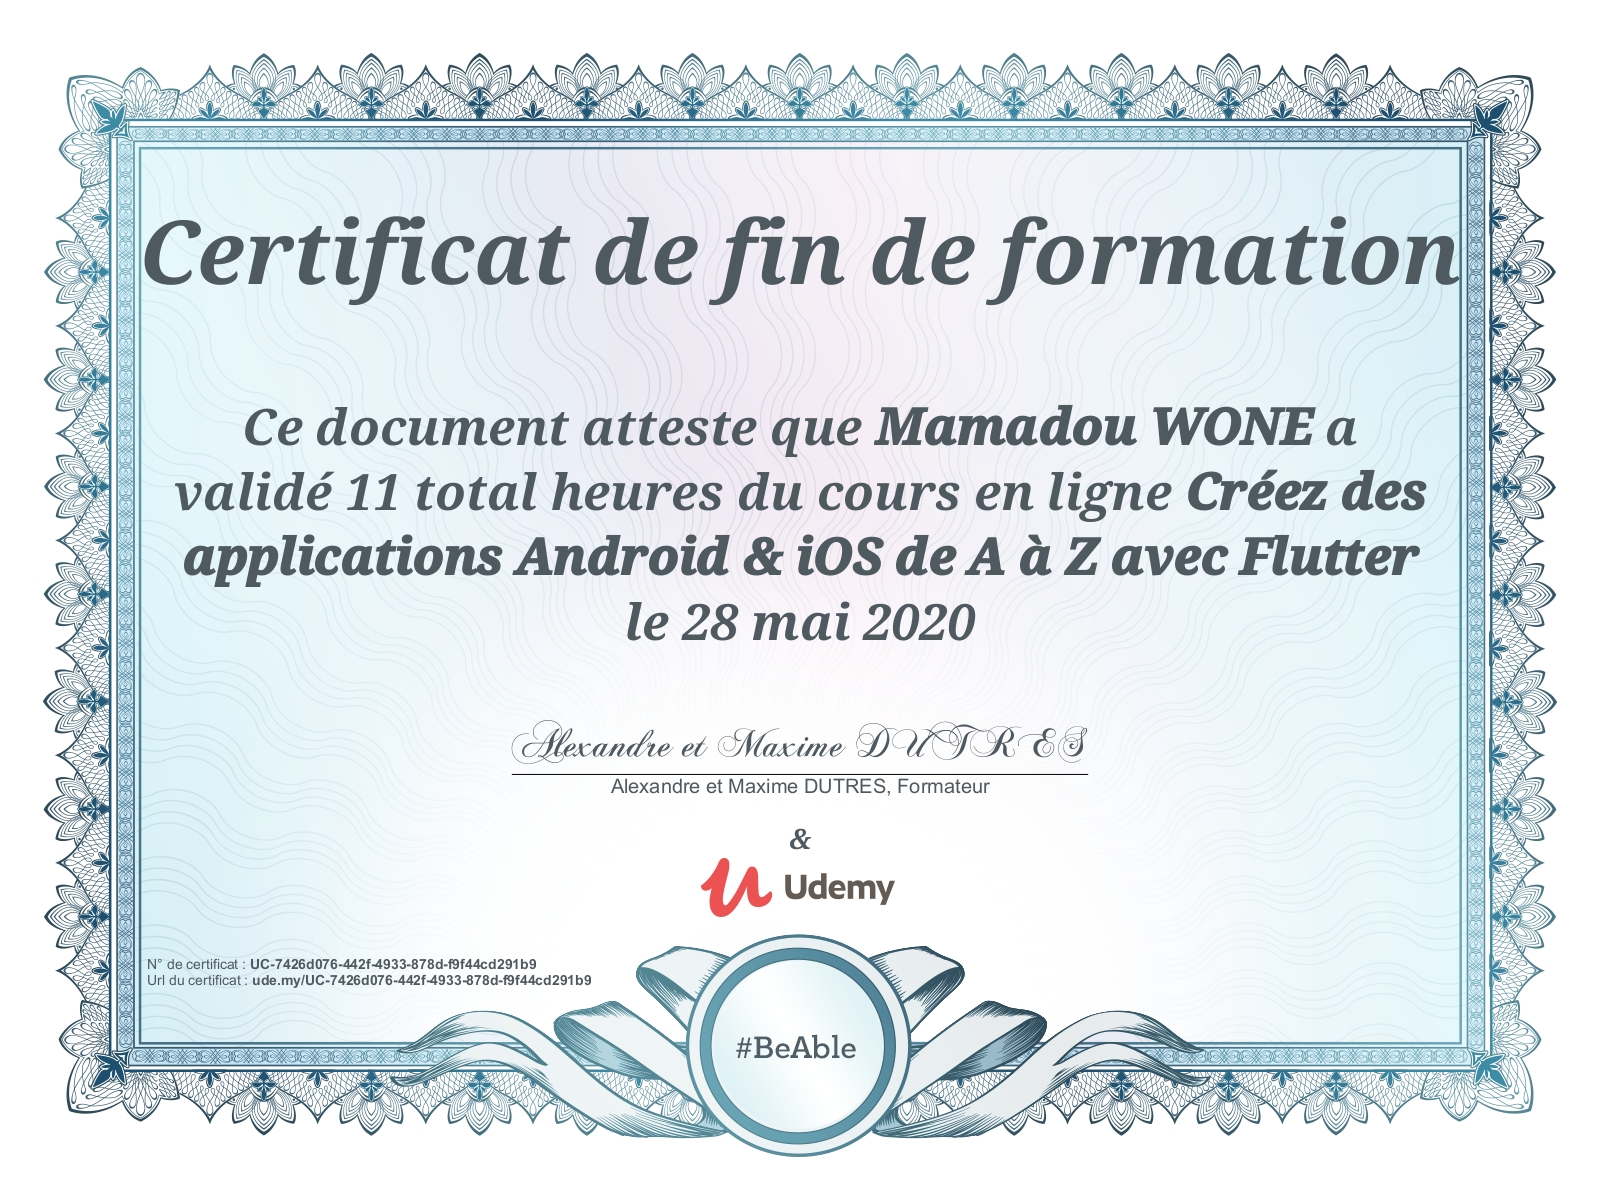 Certificat de fin de formation
Ce document atteste que Mamadou WONE a
validé 11 total heures du cours en ligne Créez des
applications Android & iOS de A à Z avec Flutter
le 28 mai 2020
Alexandre et Maxime DUTRES
Alexandre et Maxime DUTRES, Formateur
&
Udemy
N° de certificat : UC-7426d076-442f-4933-878d-f9f44cd291b9
Url du certificat : ude.my/UC-7426d076-442f-4933-878d-f9f44cd291b9
#BeAble